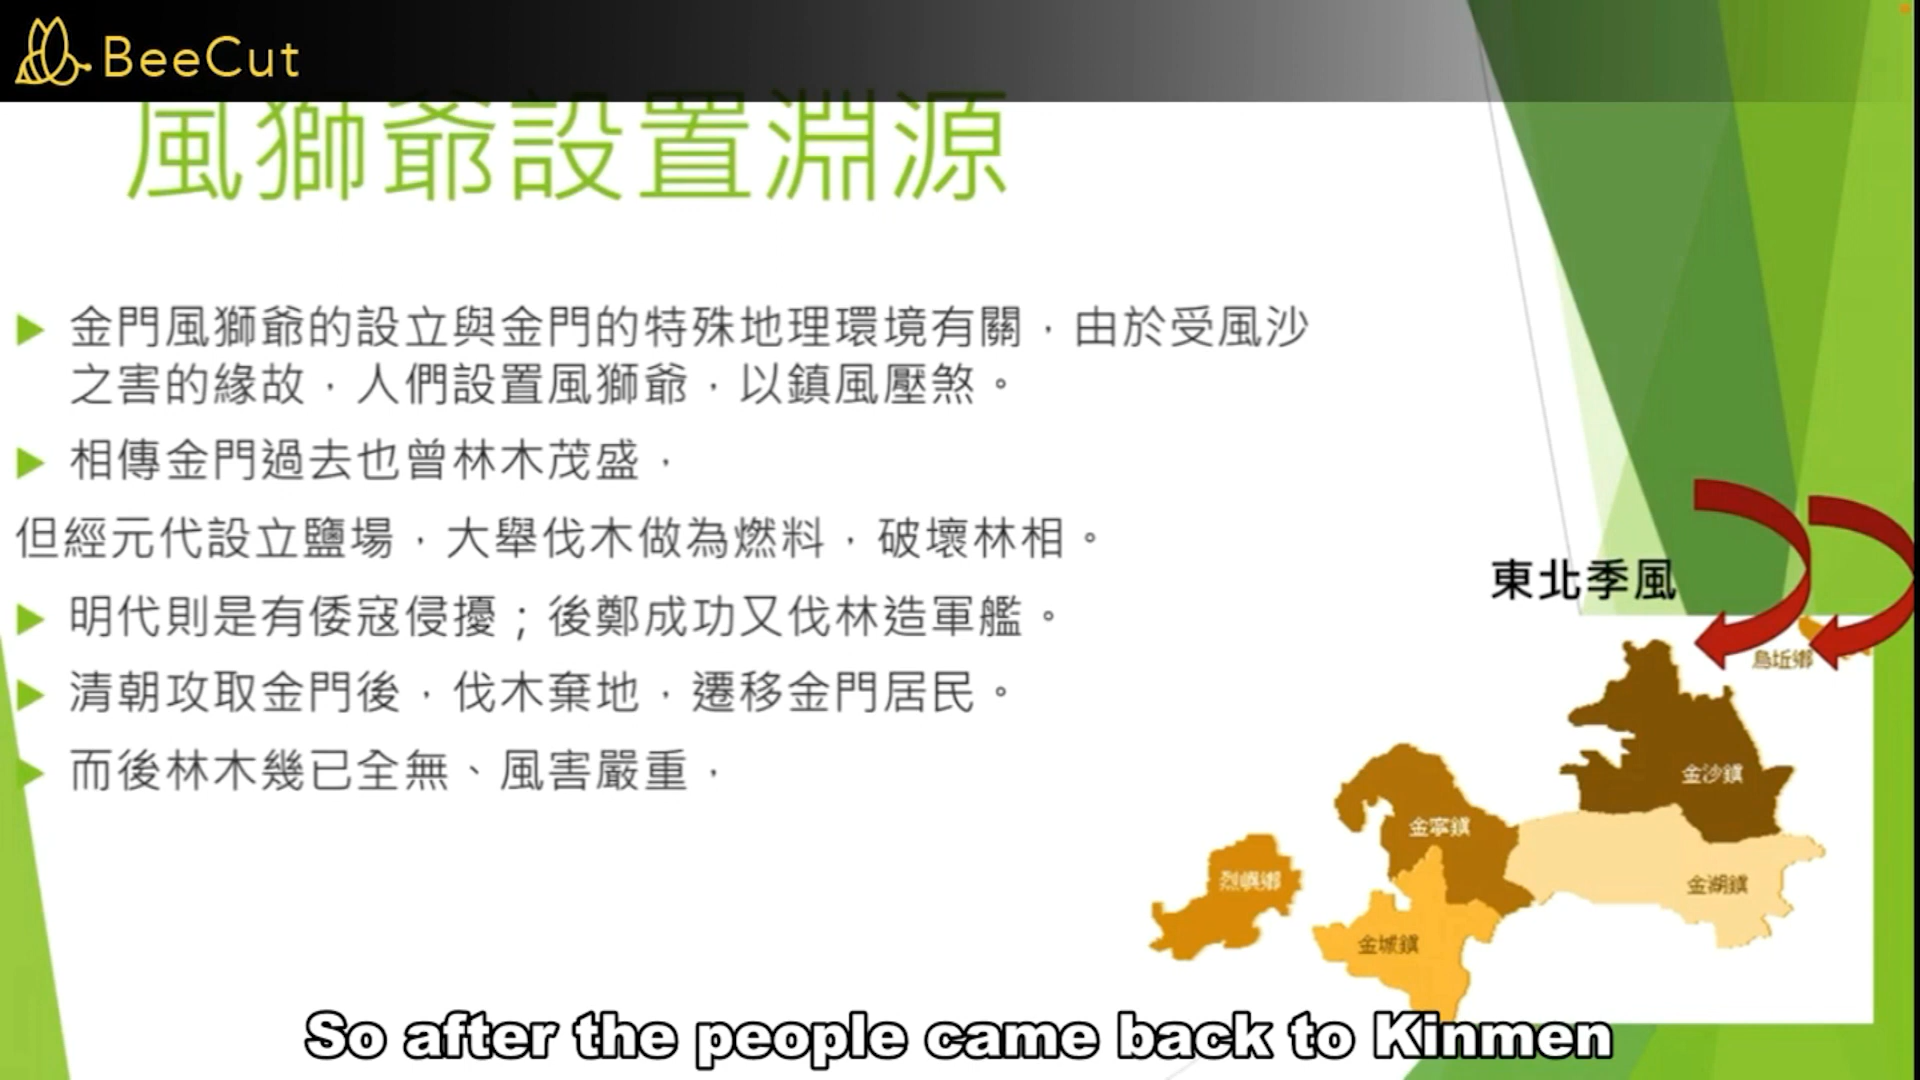 BeeCut
風獅爺設置淵源
金門風獅爺的設立與金門的特殊地理環境有關，由於受風沙
之害的緣故，人們設置風獅爺，以鎮風壓煞。
相傳金門過去也曾林木茂盛，
但經元代設立鹽場，大舉伐木做為燃料，破壞林相。
明代則是有倭寇侵擾；後鄭成功又伐林造軍艦。
清朝攻取金門後，伐木棄地，遷移金門居民。
而後林木幾已全無、風害嚴重，
東北季風
烏坵鄉
金沙鎮
金寧鎮
烈嶼鄉
金湖鎮
金城鎮
So after the people came back to Kinmen